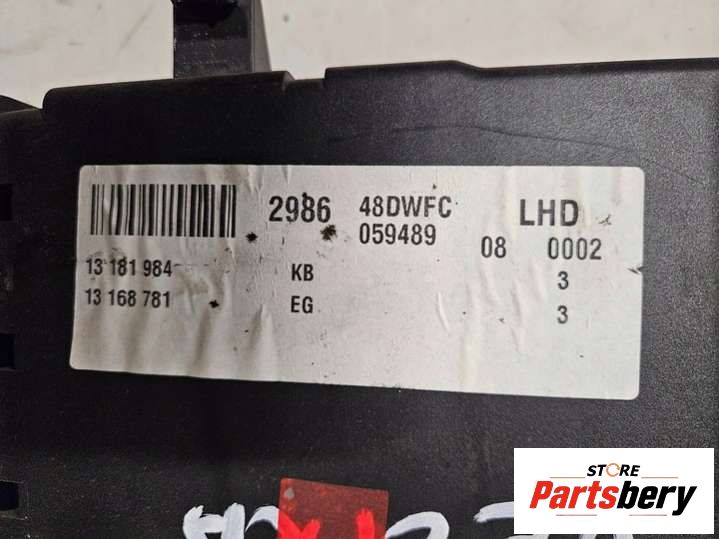 2986 48DWFC LHD
059489 08 0002
13 181 984 KB 3
13 168 781 EG 3
STORE
Partsbery